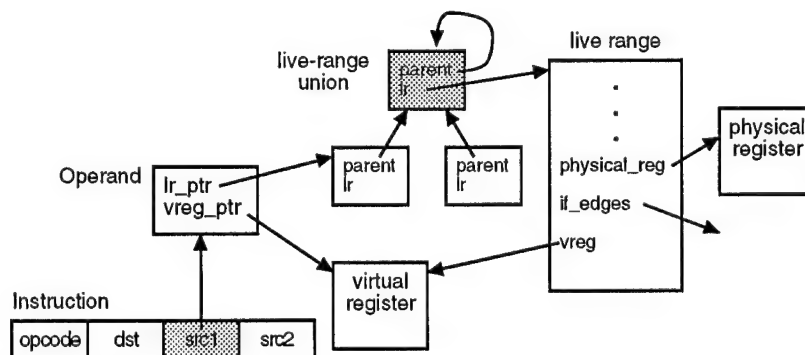 live range
live-range
union
parent
lr
physical
register
Operand
lr_ptr
vreg_ptr
parent
lr
parent
lr
physical_reg
if_edges
vreg
virtual
register
Instruction
opcode dst src1 src2